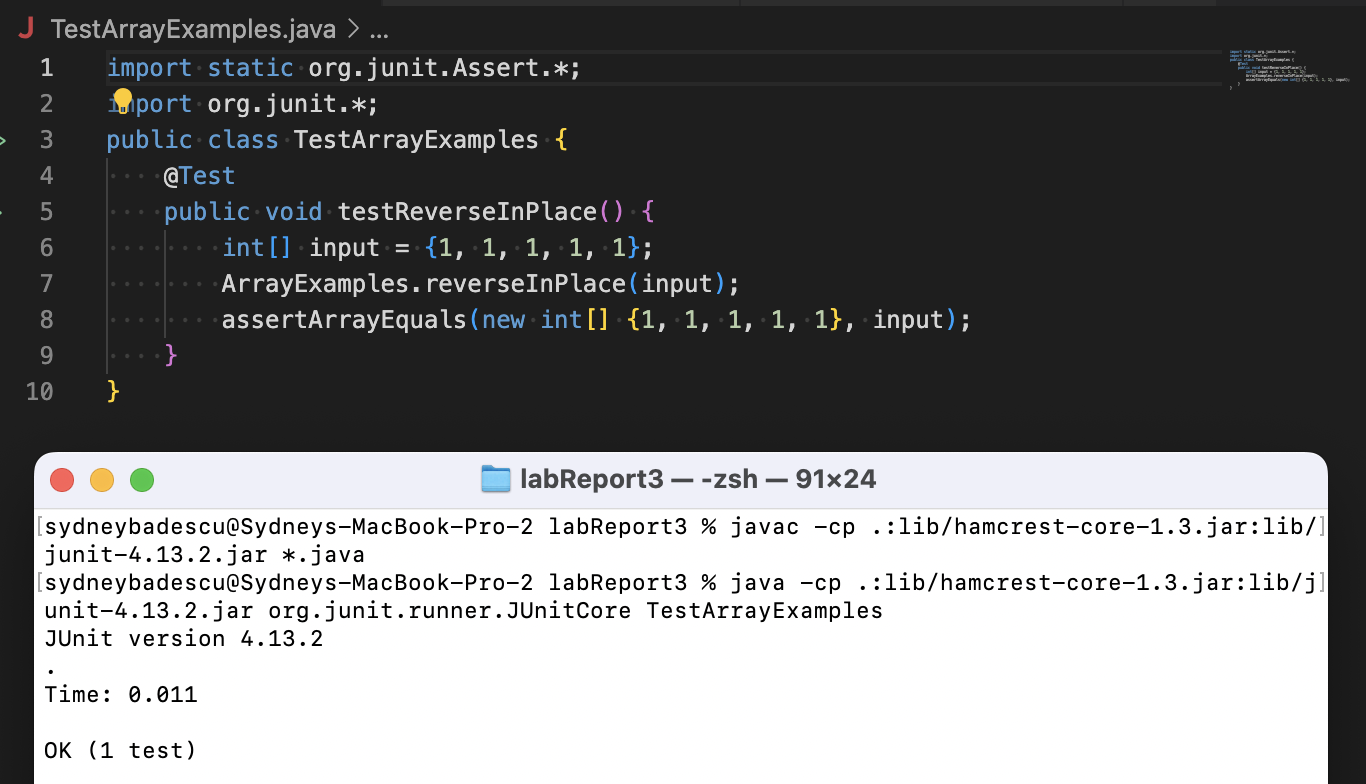 J TestArrayExamples.java > ...
1 import static org.junit.Assert.*;
2 import org.junit.*;
3 public class TestArrayExamples {
4 @Test
5 public void testReverseInPlace() {
6 int[] input = {1, 1, 1, 1, 1};
7 ArrayExamples.reverseInPlace(input);
8 assertArrayEquals(new int[] {1, 1, 1, 1, 1}, input);
9 }
10 }
labReport3 — -zsh — 91×24
[sydneybadescu@Sydneys-MacBook-Pro-2 labReport3 % javac -cp .:lib/hamcrest-core-1.3.jar:lib/]
junit-4.13.2.jar *.java
[sydneybadescu@Sydneys-MacBook-Pro-2 labReport3 % java -cp .:lib/hamcrest-core-1.3.jar:lib/j]
unit-4.13.2.jar org.junit.runner.JUnitCore TestArrayExamples
JUnit version 4.13.2
.
Time: 0.011
OK (1 test)